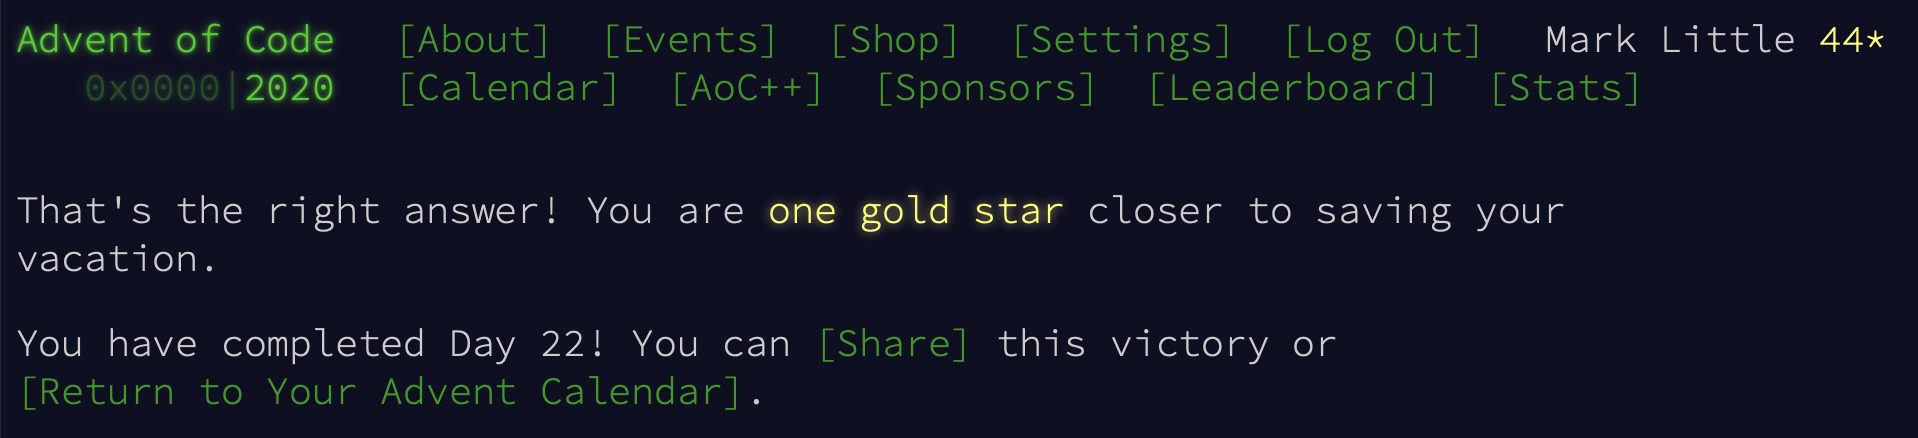 Advent of Code [About] [Events] [Shop] [Settings] [Log Out] Mark Little 44*
0x0000|2020 [Calendar] [AoC++] [Sponsors] [Leaderboard] [Stats]
That's the right answer! You are one gold star closer to saving your
vacation.
You have completed Day 22! You can [Share] this victory or
[Return to Your Advent Calendar].